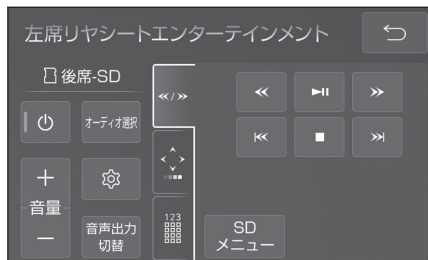 左席リヤシートエンターテインメント
後席-SD
オーディオ選択
音量
音声出力
切替
123
SD
メニュー